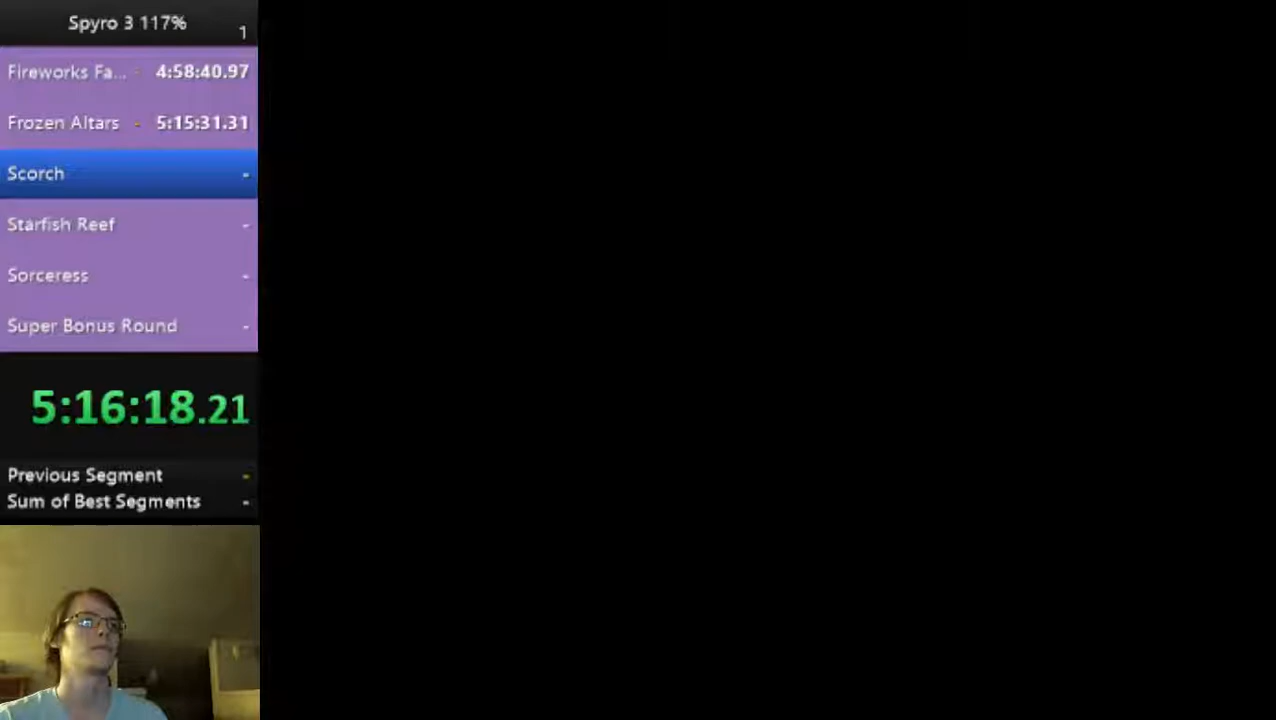 Spyro 3 117%
1
Fireworks Fa... - 4:58:40.97
Frozen Altars - 5:15:31.31
Scorch -
Starfish Reef -
Sorceress -
Super Bonus Round -
5:16:18.21
Previous Segment -
Sum of Best Segments -